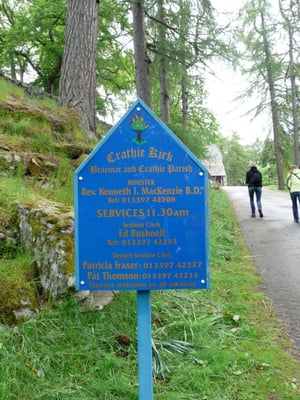 Crathie Kirk
Braemar and Crathie Parish
MINISTER
Rev. Kenneth I. MacKenzie B.D.
Tel: 013397 42208
SERVICES 11.30am
Session Clerk
Ed Bushnell
Tel: 013397 42293
Depute Session Clerk
Patricia Fraser: 013397 42327
Pat Thomson: 013397 41214
Visitors welcome to all services